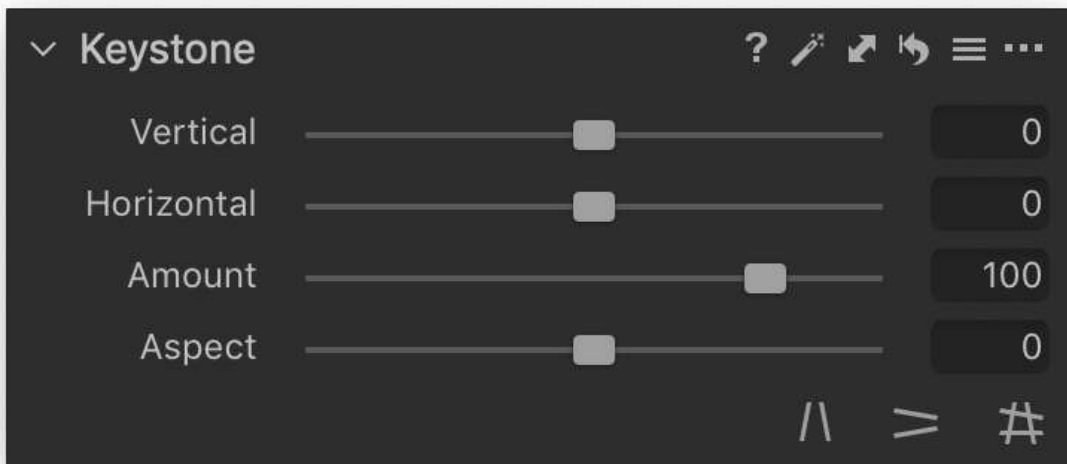 Keystone ? ...
Vertical 0
Horizontal 0
Amount 100
Aspect 0